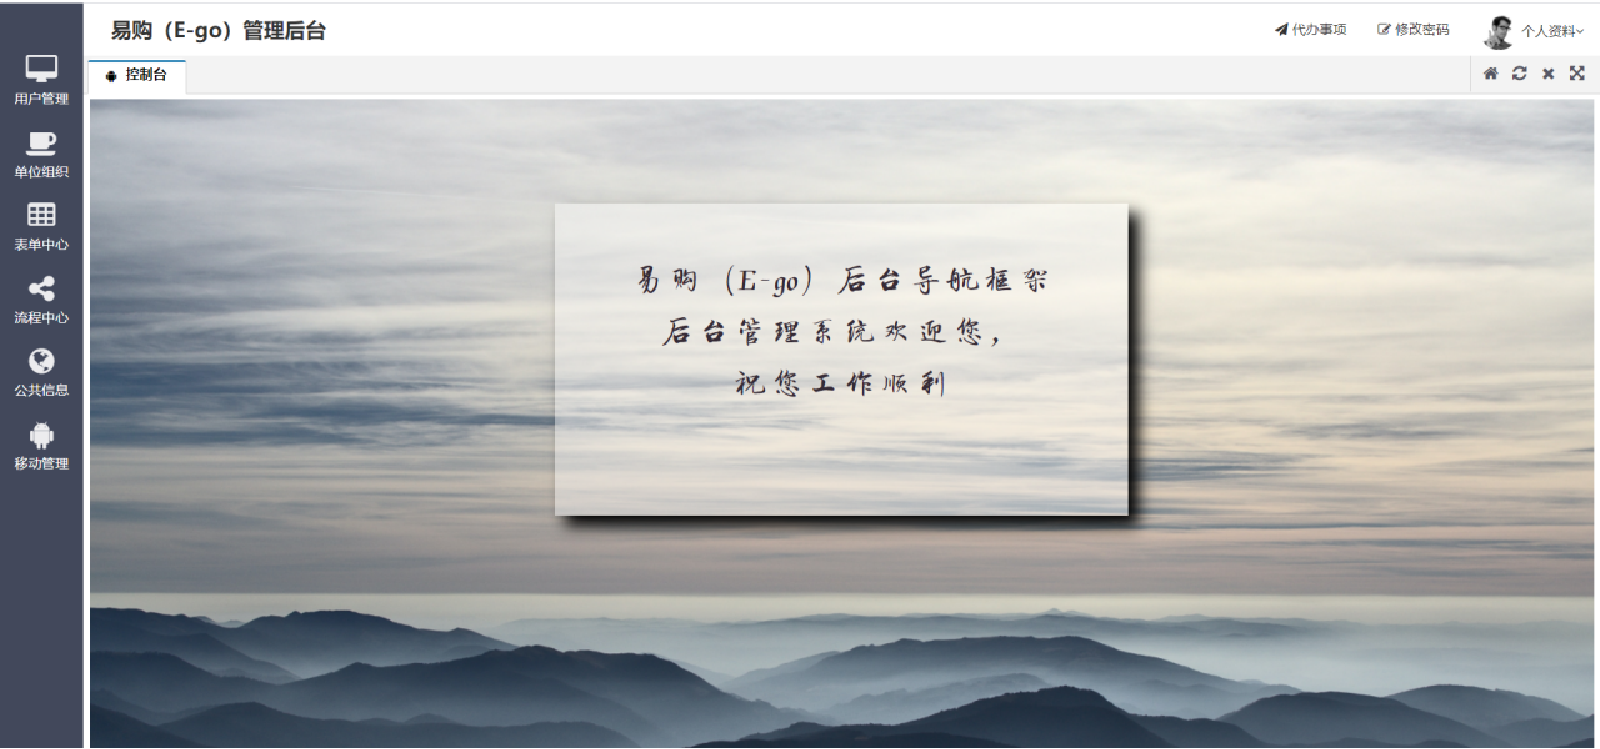 易购（E-go）管理后台
代办事项
修改密码
个人资料
控制台
用户管理
单位组织
表单中心
流程中心
公共信息
移动管理
易购（E-go）后台导航框架
后台管理系统欢迎您，
祝您工作顺利